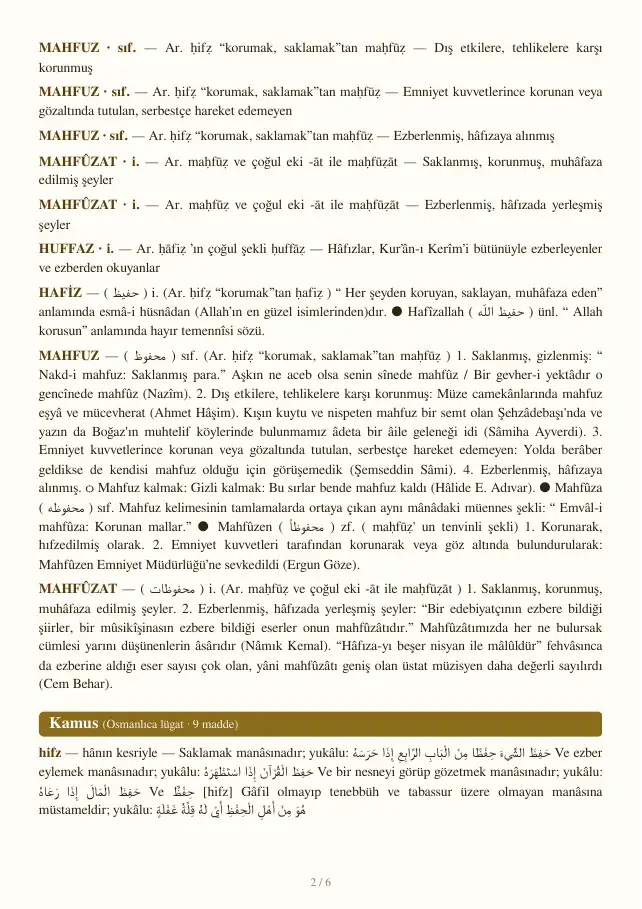 MAHFUZ · sıf. — Ar. ḥifẓ “korumak, saklamak”tan maḥfūẓ — Dış etkilere, tehlikelere karşı
korunmuş
MAHFUZ · sıf. — Ar. ḥifẓ “korumak, saklamak”tan maḥfūẓ — Emniyet kuvvetlerince korunan veya
gözaltında tutulan, serbestçe hareket edemeyen
MAHFUZ · sıf. — Ar. ḥifẓ “korumak, saklamak”tan maḥfūẓ — Ezberlenmiş, hâfızaya alınmış
MAHFÛZAT · i. — Ar. maḥfūẓ ve çoğul eki -āt ile maḥfūẓāt — Saklanmış, korunmuş, muhâfaza
edilmiş şeyler
MAHFÛZAT · i. — Ar. maḥfūẓ ve çoğul eki -āt ile maḥfūẓāt — Ezberlenmiş, hâfızada yerleşmiş
şeyler
HUFFAZ · i. — Ar. ḥāfiẓ ’ın çoğul şekli ḥuffāẓ — Hâfızlar, Kur’ân-ı Kerîm’i bütünüyle ezberleyenler
ve ezberden okuyanlar
HAFÎZ — ( حفيظ ) i. (Ar. ḥifẓ “korumak”tan ḥafіẓ ) “ Her şeyden koruyan, saklayan, muhâfaza eden”
anlamında esmâ-i hüsnâdan (Allah’ın en güzel isimlerinden)dır. ● Hafîzallah ( حفيظ الله ) ünl. “ Allah
korusun” anlamında hayır temennîsi sözü.
MAHFUZ — ( محفوظ ) sıf. (Ar. ḥifẓ “korumak, saklamak”tan maḥfūẓ ) 1. Saklanmış, gizlenmiş: “
Nakd-i mahfuz: Saklanmış para.” Aşkın ne aceb olsa senin sînede mahfûz / Bir gevher-i yektâdır o
gencînede mahfûz (Nazîm). 2. Dış etkilere, tehlikelere karşı korunmuş: Müze camekânlarında mahfuz
eşyâ ve mücevherat (Ahmet Hâşim). Kışın kuytu ve nispeten mahfuz bir semt olan Şehzâdebaşı'nda ve
yazın da Boğaz'ın muhtelif köylerinde bulunmamız âdeta bir âile geleneği idi (Sâmiha Ayverdi). 3.
Emniyet kuvvetlerince korunan veya gözaltında tutulan, serbestçe hareket edemeyen: Yolda berâber
geldikse de kendisi mahfuz olduğu için görüşemedik (Şemseddin Sâmi). 4. Ezberlenmiş, hâfızaya
alınmış. ○ Mahfuz kalmak: Gizli kalmak: Bu sırlar bende mahfuz kaldı (Hâlide E. Adıvar). ● Mahfûza
( محفوظه ) sıf. Mahfuz kelimesinin tamlamalarda ortaya çıkan aynı mânâdaki müennes şekli: “ Emvâl-i
mahfûza: Korunan mallar.” ● Mahfûzen ( محفوظاً ) zf. ( maḥfūẓ' un tenvinli şekli) 1. Korunarak,
hıfzedilmiş olarak. 2. Emniyet kuvvetleri tarafından korunarak veya göz altında bulundurularak:
Mahfûzen Emniyet Müdürlüğü’ne sevkedildi (Ergun Göze).
MAHFÛZAT — ( محفوظات ) i. (Ar. maḥfūẓ ve çoğul eki -āt ile maḥfūẓāt ) 1. Saklanmış, korunmuş,
muhâfaza edilmiş şeyler. 2. Ezberlenmiş, hâfızada yerleşmiş şeyler: “Bir edebiyatçının ezbere bildiği
şiirler, bir mûsikîşinasın ezbere bildiği eserler onun mahfûzâtıdır.” Mahfûzâtımızda her ne bulursak
cümlesi yarını düşünenlerin âsârıdır (Nâmık Kemal). “Hâfıza-yı beşer nisyan ile mâlûldür” fehvâsınca
da ezberine aldığı eser sayısı çok olan, yâni mahfûzâtı geniş olan üstat müzisyen daha değerli sayılırdı
(Cem Behar).
Kamus (Osmanlıca lügat · 9 madde)
hifz — hânın kesriyle — Saklamak manâsınadır; yukâlu: حَفِظَ الشَّيْءَ حِفْظًا مِنَ الْبَابِ الرَّابِعِ إِذَا حَرَسَهُ Ve ezber
eylemek manâsınadır; yukâlu: حَفِظَ الْقُرْآنَ إِذَا اسْتَظْهَرَهُ Ve bir nesneyi görüp gözetmek manâsınadır; yukâlu:
حَفِظَ الْمَالَ إِذَا رَعَاهُ Ve حِفْظٌ [hifz] Gâfil olmayıp tenebbüh ve tabassur üzere olmayan manâsına
müstameldir; yukâlu: هُوَ مِنْ أَهْلِ الْحِفْظِ أَيْ لَهُ قِلَّةُ غَفْلَةٍ
2 / 6